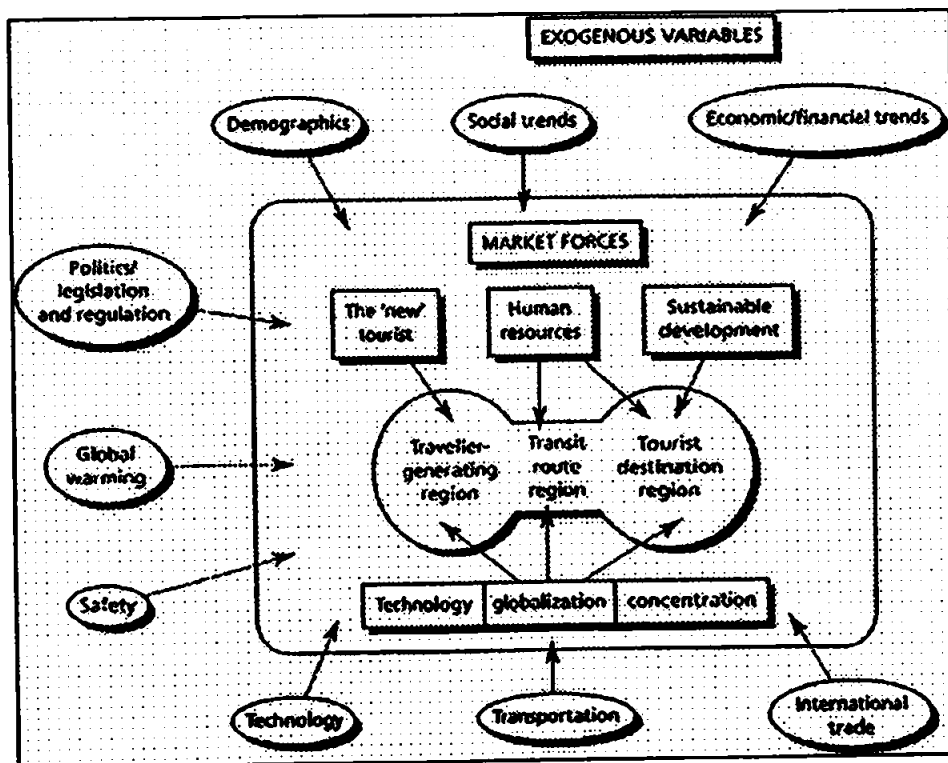 EXOGENOUS VARIABLES
Demographics
Social trends
Economic/financial trends
MARKET FORCES
Politics/
legislation
and regulation
The 'new'
tourist
Human
resources
Sustainable
development
Global
warming
Traveller-
generating
region
Transit
route
region
Tourist
destination
region
Safety
Technology
globalization
concentration
Technology
Transportation
International
trade